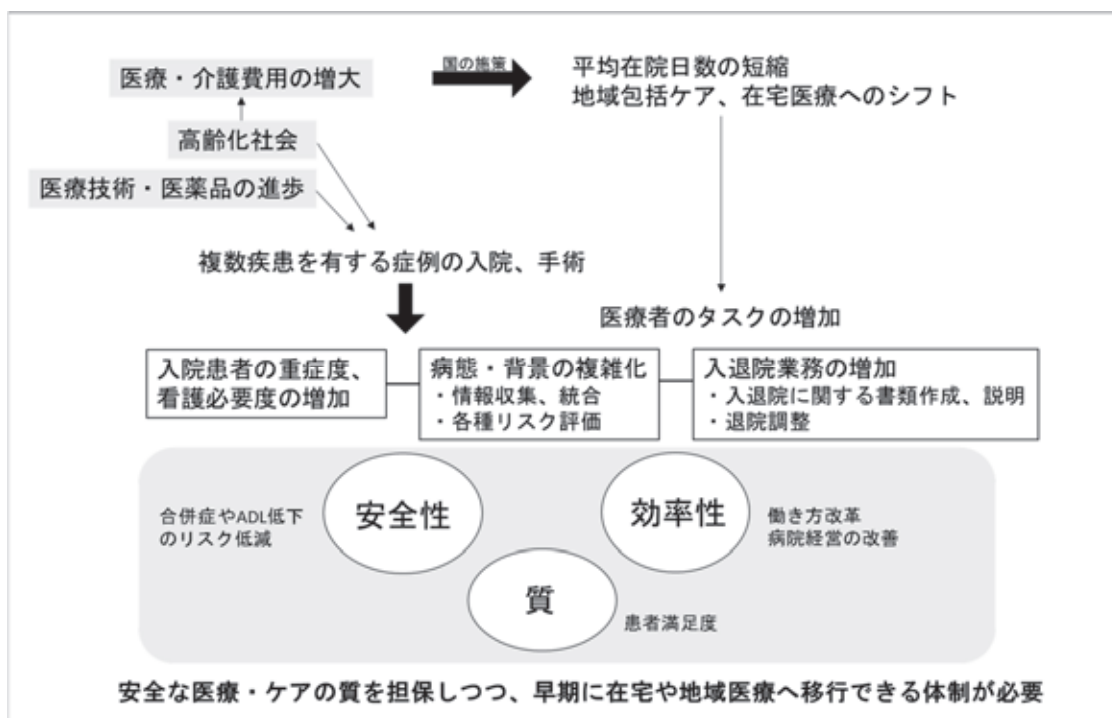 医療・介護費用の増大
国の施策
平均在院日数の短縮
地域包括ケア、在宅医療へのシフト
高齢化社会
医療技術・医薬品の進歩
複数疾患を有する症例の入院、手術
医療者のタスクの増加
入院患者の重症度、
看護必要度の増加
病態・背景の複雑化
・情報収集、統合
・各種リスク評価
入退院業務の増加
・入退院に関する書類作成、説明
・退院調整
安全性
合併症やADL低下
のリスク低減
効率性
働き方改革
病院経営の改善
質
患者満足度
安全な医療・ケアの質を担保しつつ、早期に在宅や地域医療へ移行できる体制が必要